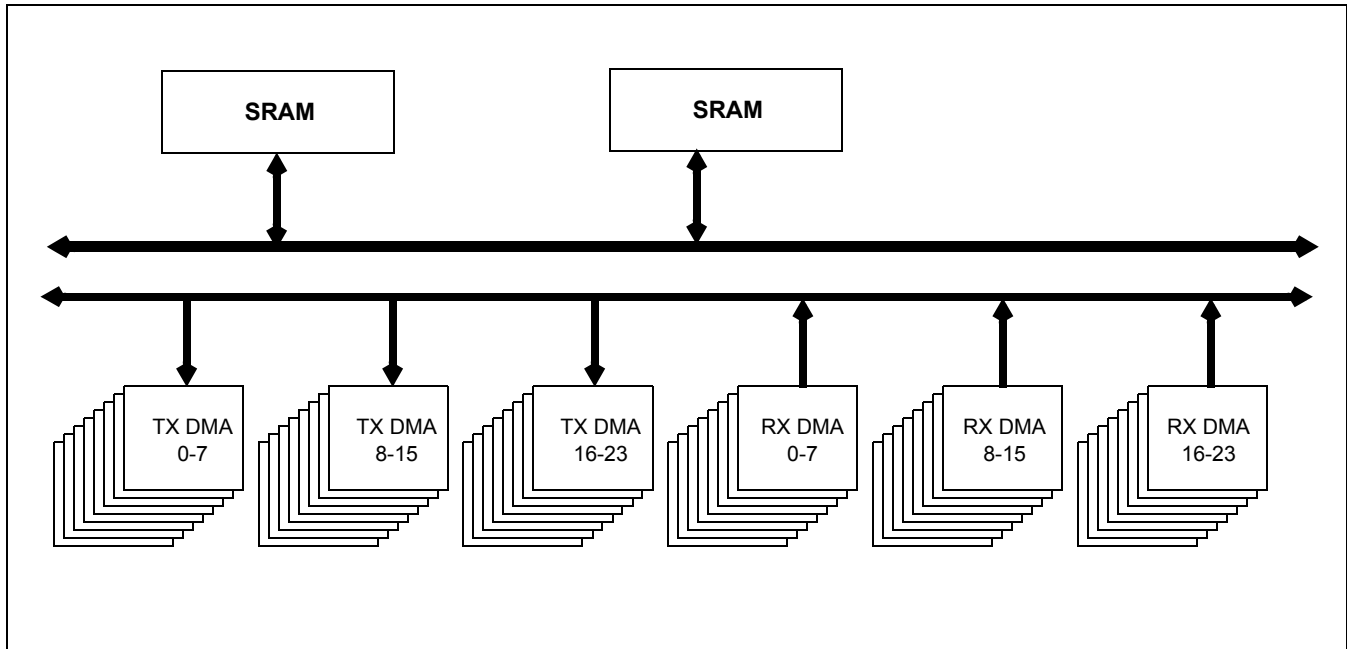 SRAM
SRAM
TX DMA
0-7
TX DMA
8-15
TX DMA
16-23
RX DMA
0-7
RX DMA
8-15
RX DMA
16-23